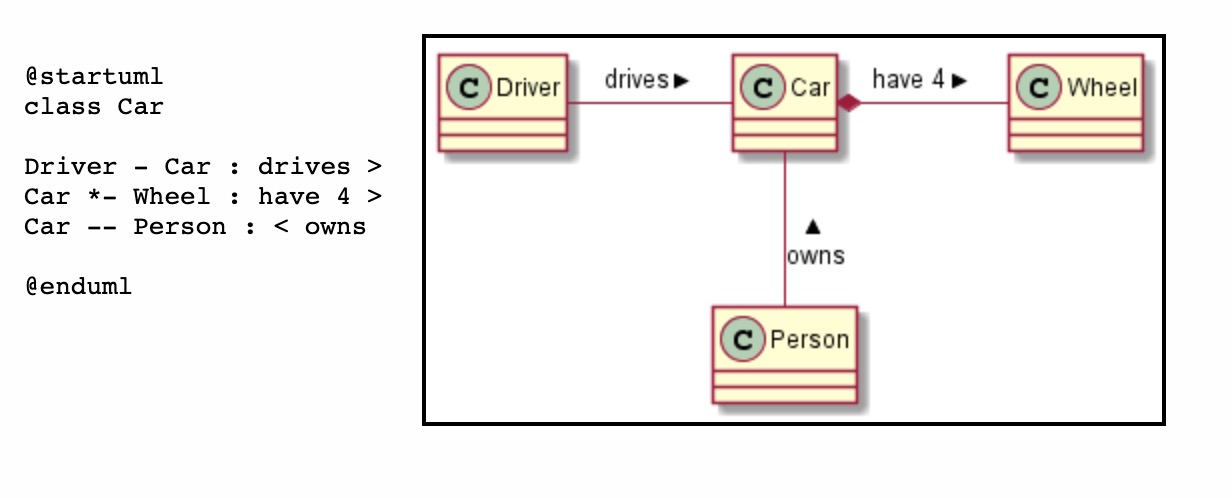 @startuml
class Car
Driver - Car : drives >
Car *- Wheel : have 4 >
Car -- Person : < owns
@enduml
C Driver
drives▶
C Car
have 4 ▶
C Wheel
▲
owns
C Person